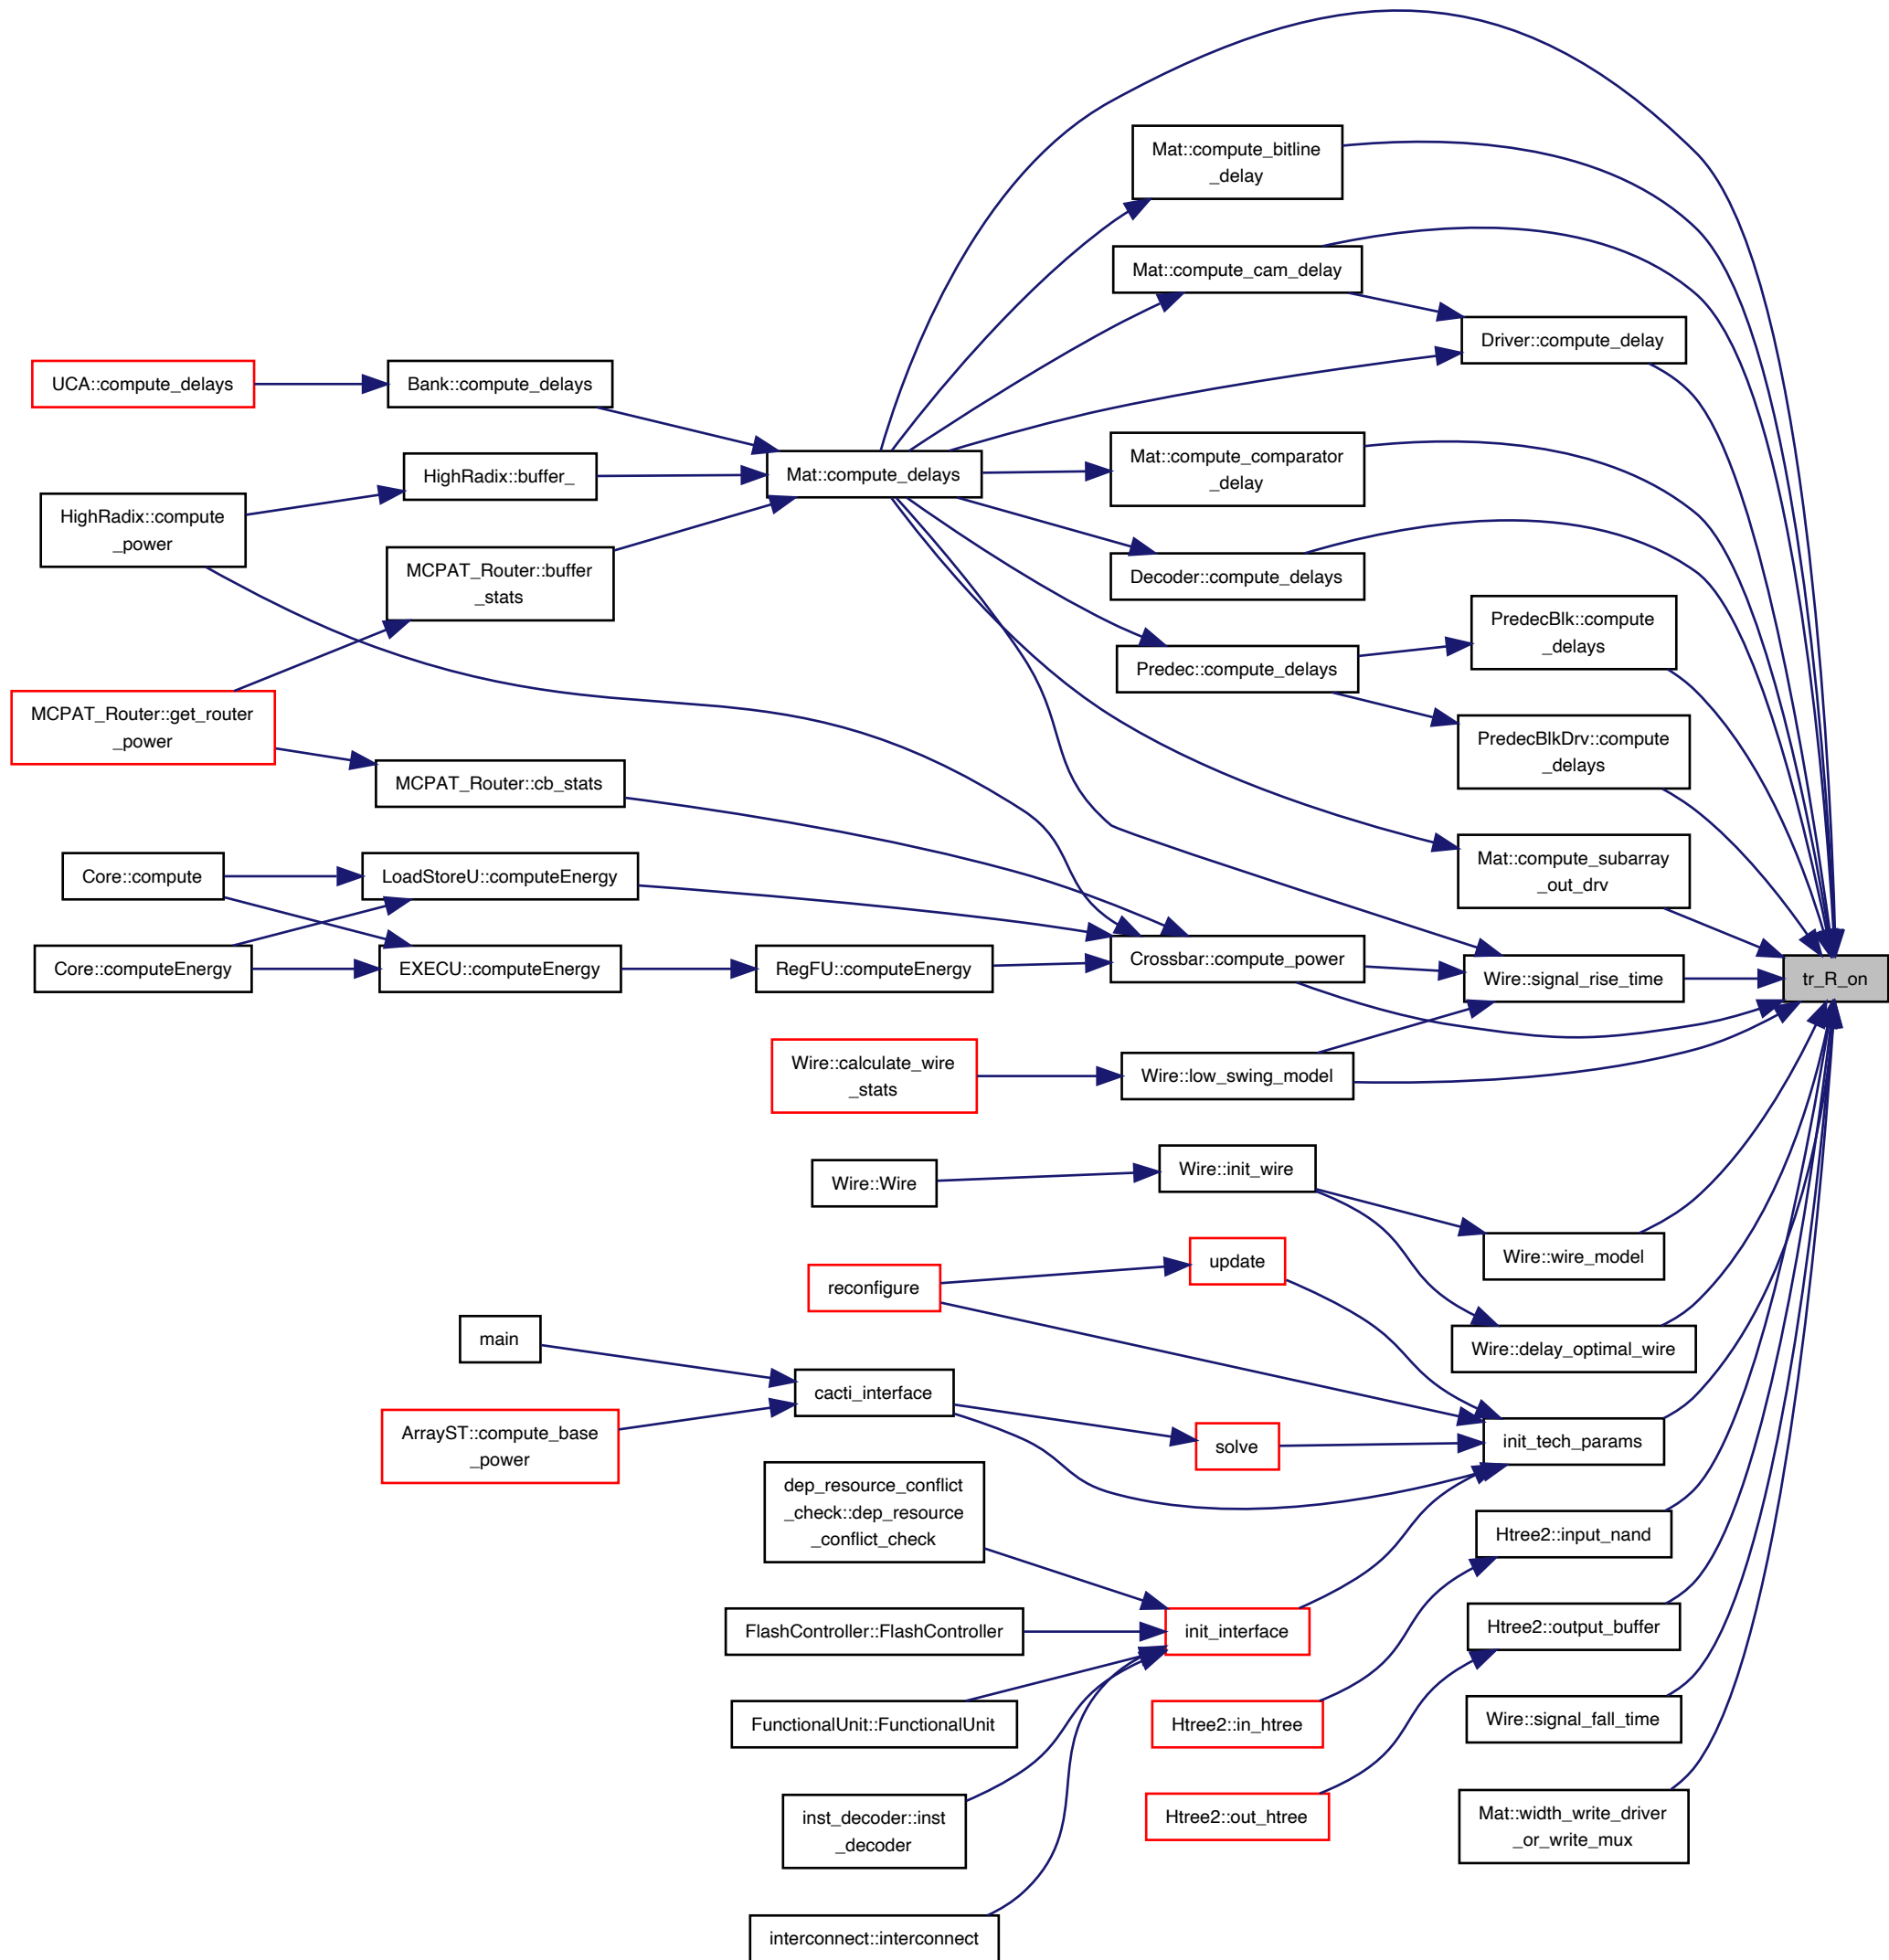 Mat::compute_bitline
_delay
Mat::compute_cam_delay
Driver::compute_delay
UCA::compute_delays
Bank::compute_delays
Mat::compute_comparator
_delay
Mat::compute_delays
HighRadix::buffer_
HighRadix::compute
_power
MCPAT_Router::buffer
_stats
Decoder::compute_delays
PredecBlk::compute
_delays
Predec::compute_delays
MCPAT_Router::get_router
_power
PredecBlkDrv::compute
_delays
MCPAT_Router::cb_stats
Mat::compute_subarray
_out_drv
Core::compute
LoadStoreU::computeEnergy
Core::computeEnergy
EXECU::computeEnergy
RegFU::computeEnergy
Crossbar::compute_power
Wire::signal_rise_time
tr_R_on
Wire::calculate_wire
_stats
Wire::low_swing_model
Wire::Wire
Wire::init_wire
Wire::wire_model
update
reconfigure
main
Wire::delay_optimal_wire
cacti_interface
ArrayST::compute_base
_power
solve
init_tech_params
dep_resource_conflict
_check::dep_resource
_conflict_check
Htree2::input_nand
FlashController::FlashController
init_interface
Htree2::output_buffer
FunctionalUnit::FunctionalUnit
Htree2::in_htree
Wire::signal_fall_time
inst_decoder::inst
_decoder
Htree2::out_htree
Mat::width_write_driver
_or_write_mux
interconnect::interconnect